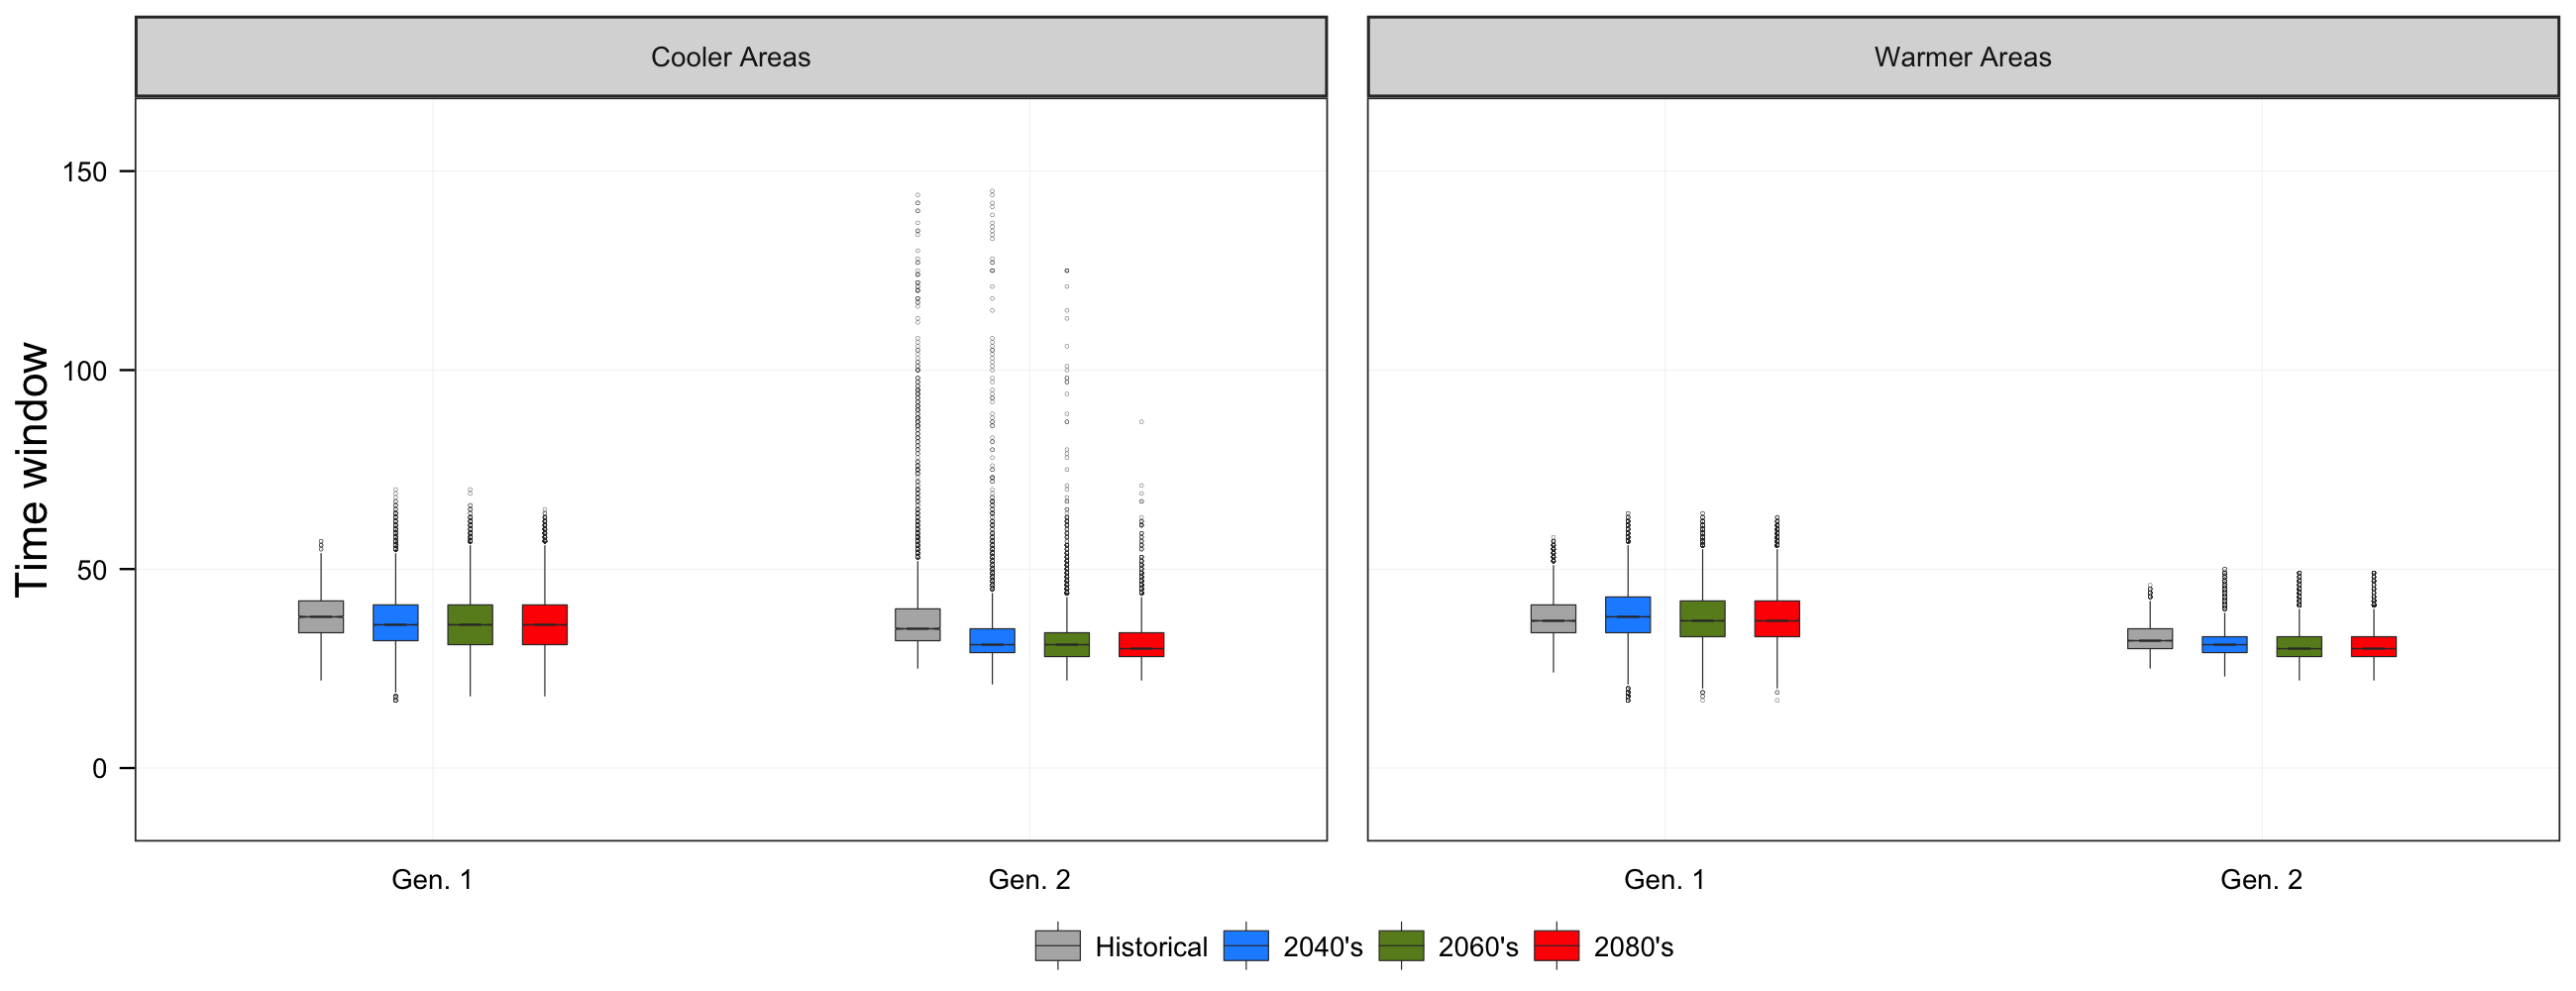 Cooler Areas
Warmer Areas
Time window
150
100
50
0
Gen. 1
Gen. 2
Gen. 1
Gen. 2
Historical
2040's
2060's
2080's